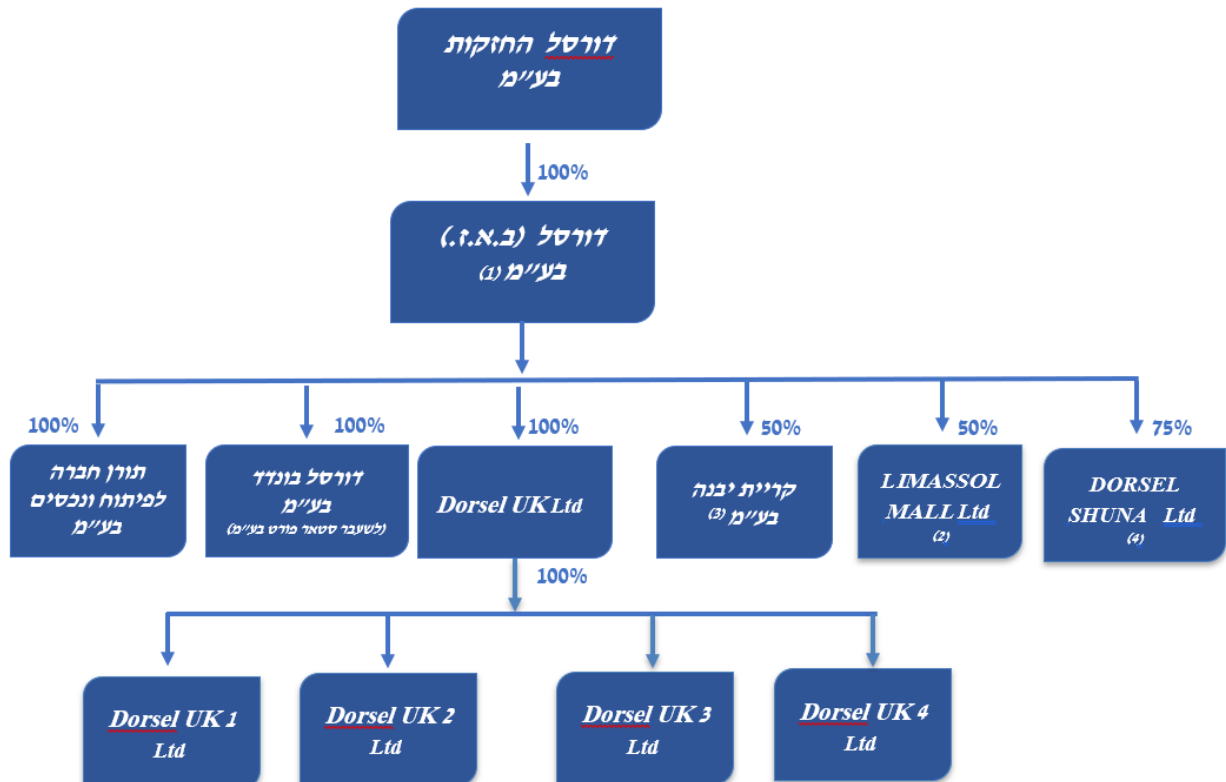 דורסל החזקות
בע"מ
100%
דורסל (ב.א.ז.)
בע"מ (1)
100%
תורן חברה
לפיתוח ונכסים
בע"מ
100%
דורסל בונדד
בע"מ
(לשעבר סטאר פורט בע"מ)
100%
Dorsel UK Ltd
50%
קריית יבנה
בע"מ (3)
50%
LIMASSOL
MALL Ltd
(2)
75%
DORSEL
SHUNA Ltd
(4)
100%
Dorsel UK 1
Ltd
Dorsel UK 2
Ltd
Dorsel UK 3
Ltd
Dorsel UK 4
Ltd